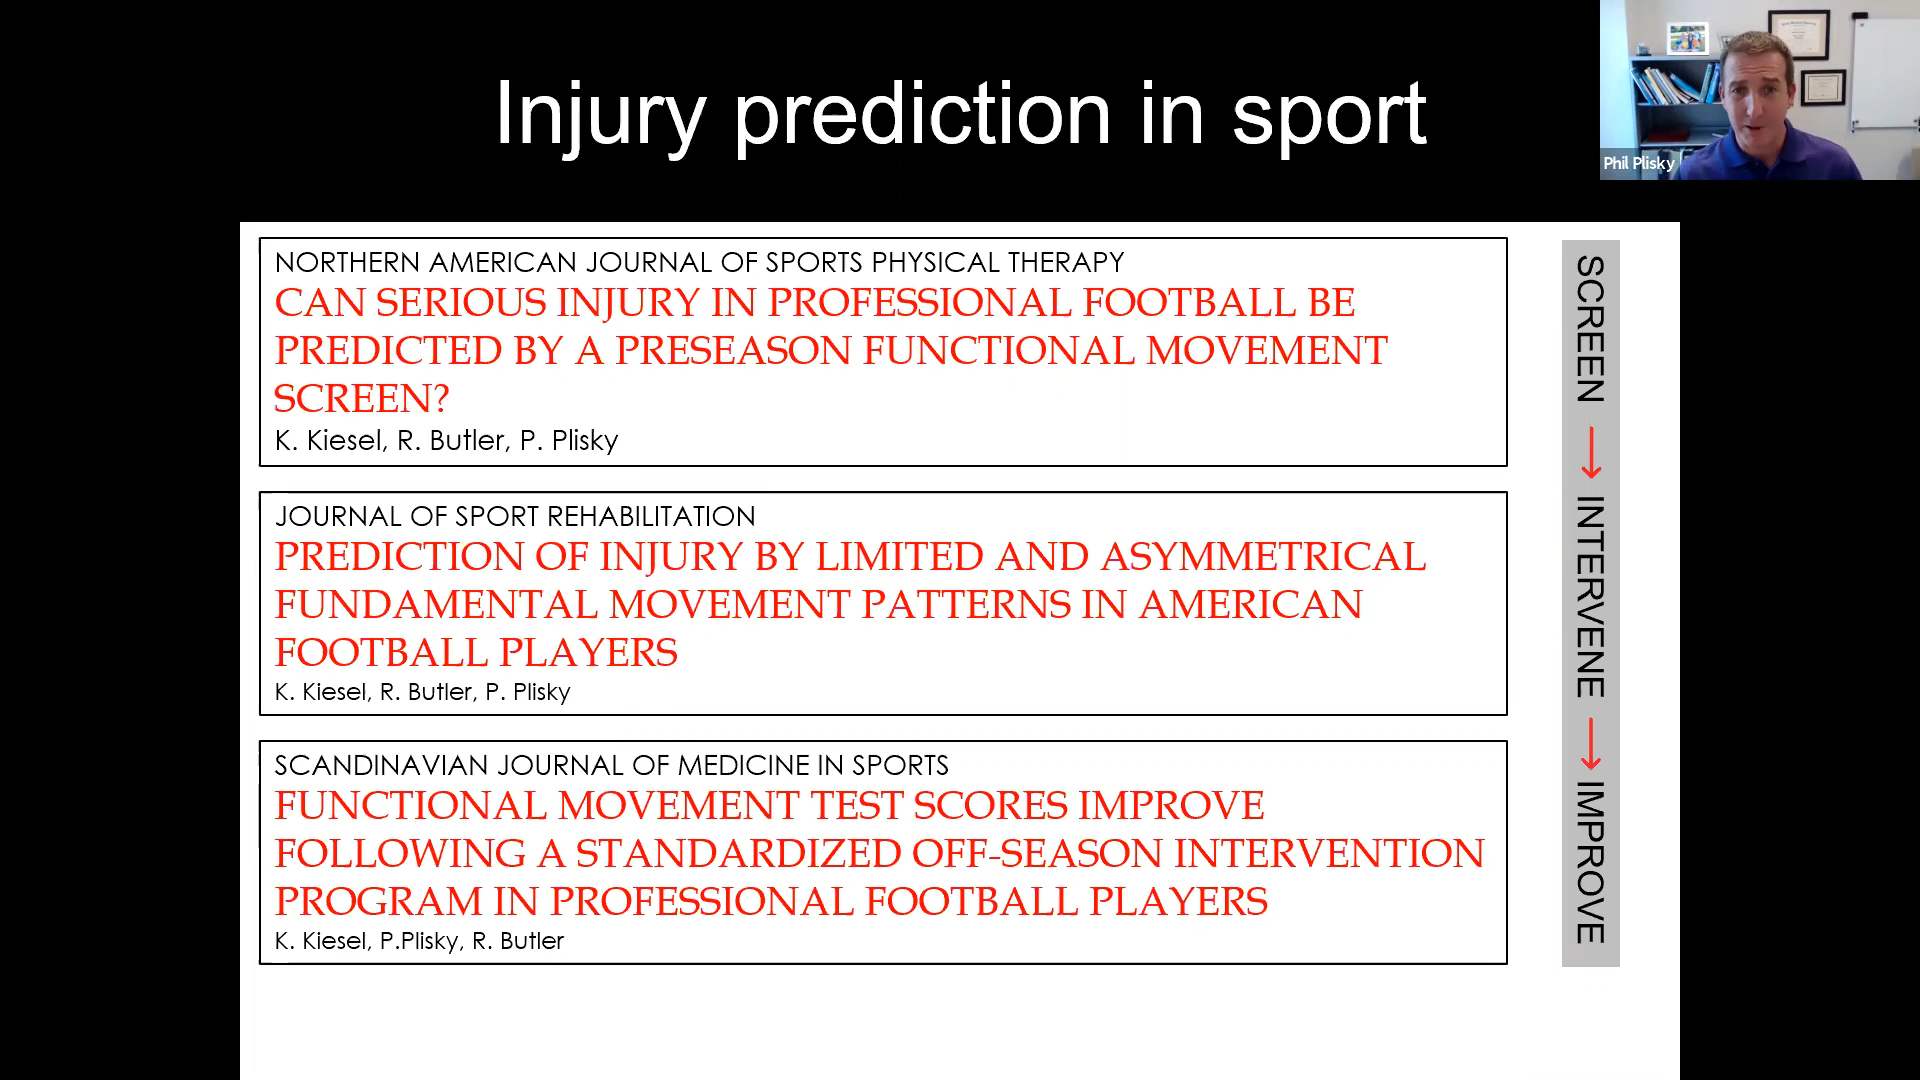 Injury prediction in sport
Phil Plisky
NORTHERN AMERICAN JOURNAL OF SPORTS PHYSICAL THERAPY
CAN SERIOUS INJURY IN PROFESSIONAL FOOTBALL BE
PREDICTED BY A PRESEASON FUNCTIONAL MOVEMENT
SCREEN?
K. Kiesel, R. Butler, P. Plisky
JOURNAL OF SPORT REHABILITATION
PREDICTION OF INJURY BY LIMITED AND ASYMMETRICAL
FUNDAMENTAL MOVEMENT PATTERNS IN AMERICAN
FOOTBALL PLAYERS
K. Kiesel, R. Butler, P. Plisky
SCANDINAVIAN JOURNAL OF MEDICINE IN SPORTS
FUNCTIONAL MOVEMENT TEST SCORES IMPROVE
FOLLOWING A STANDARDIZED OFF-SEASON INTERVENTION
PROGRAM IN PROFESSIONAL FOOTBALL PLAYERS
K. Kiesel, P.Plisky, R. Butler
SCREEN → INTERVENE → IMPROVE